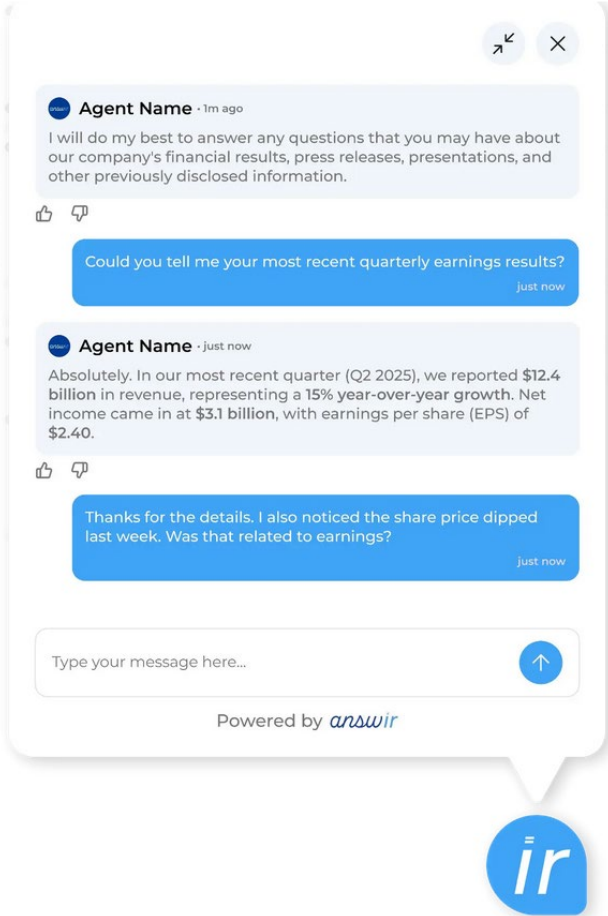 Agent Name · 1m ago
I will do my best to answer any questions that you may have about
our company's financial results, press releases, presentations, and
other previously disclosed information.
Could you tell me your most recent quarterly earnings results?
just now
Agent Name · just now
Absolutely. In our most recent quarter (Q2 2025), we reported $12.4
billion in revenue, representing a 15% year-over-year growth. Net
income came in at $3.1 billion, with earnings per share (EPS) of
$2.40.
Thanks for the details. I also noticed the share price dipped
last week. Was that related to earnings?
just now
Type your message here...
Powered by answir
ir